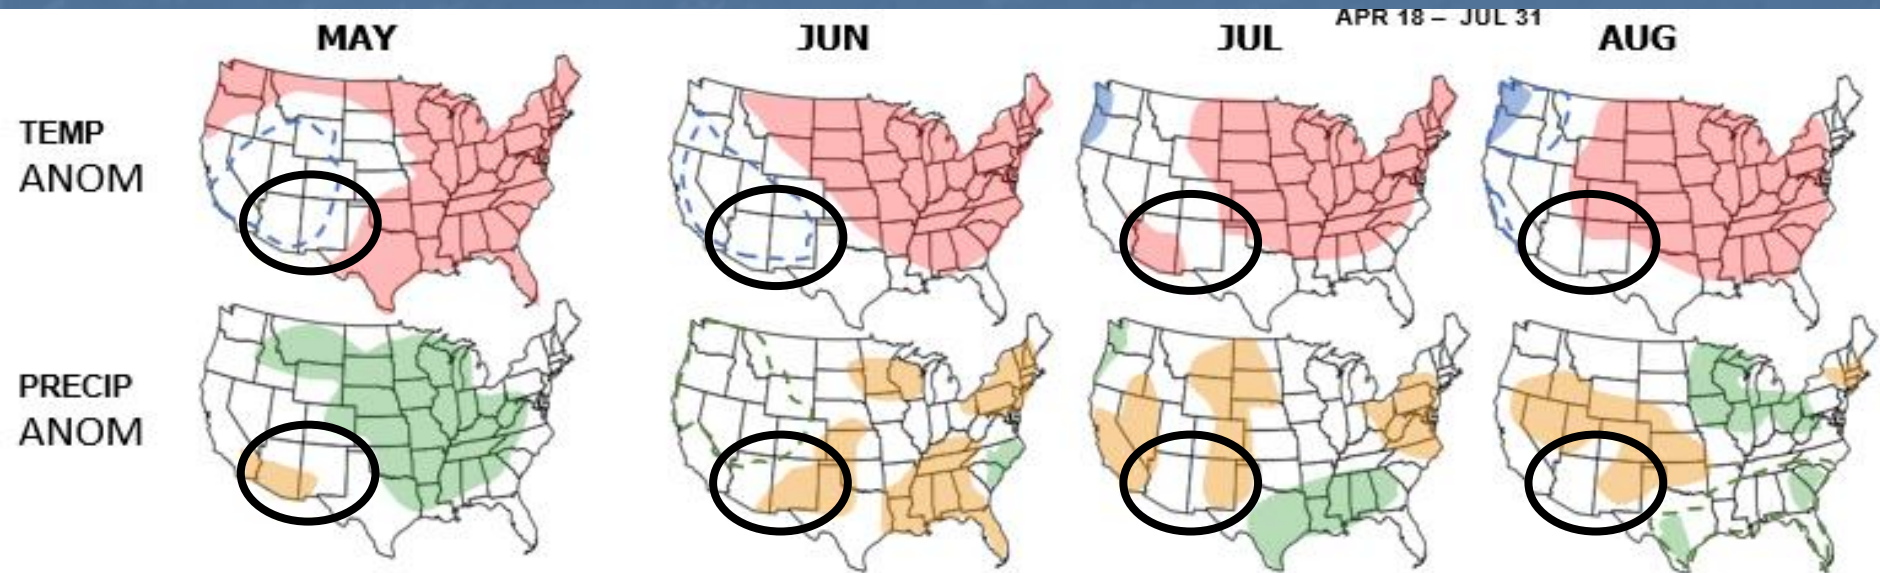 APR 18 – JUL 31
MAY JUN JUL AUG
TEMP
ANOM
PRECIP
ANOM